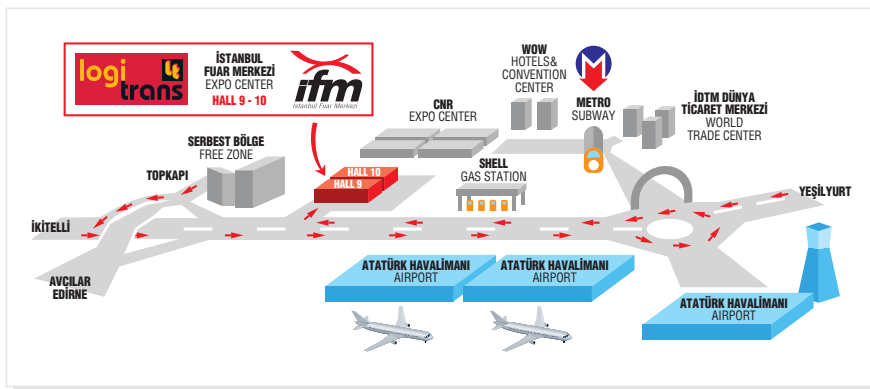 logi
trans
İSTANBUL
FUAR MERKEZİ
EXPO CENTER
HALL 9 - 10
ifm
İstanbul Fuar Merkezi
WOW
HOTELS&
CONVENTION
CENTER
M
METRO
SUBWAY
İDTM DÜNYA
TİCARET MERKEZİ
WORLD
TRADE CENTER
CNR
EXPO CENTER
SERBEST BÖLGE
FREE ZONE
SHELL
GAS STATION
HALL 10
HALL 9
TOPKAPI
YEŞİLYURT
İKİTELLİ
AVCILAR
EDİRNE
ATATÜRK HAVALİMANI
AIRPORT
ATATÜRK HAVALİMANI
AIRPORT
ATATÜRK HAVALİMANI
AIRPORT